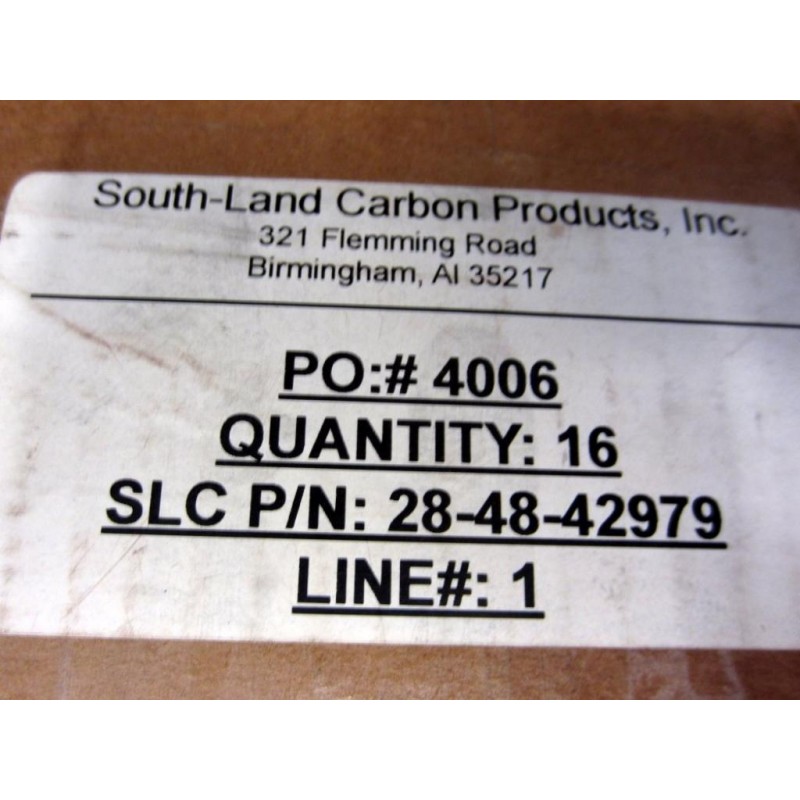 South-Land Carbon Products, Inc.
321 Flemming Road
Birmingham, Al 35217
PO:# 4006
QUANTITY: 16
SLC P/N: 28-48-42979
LINE#: 1